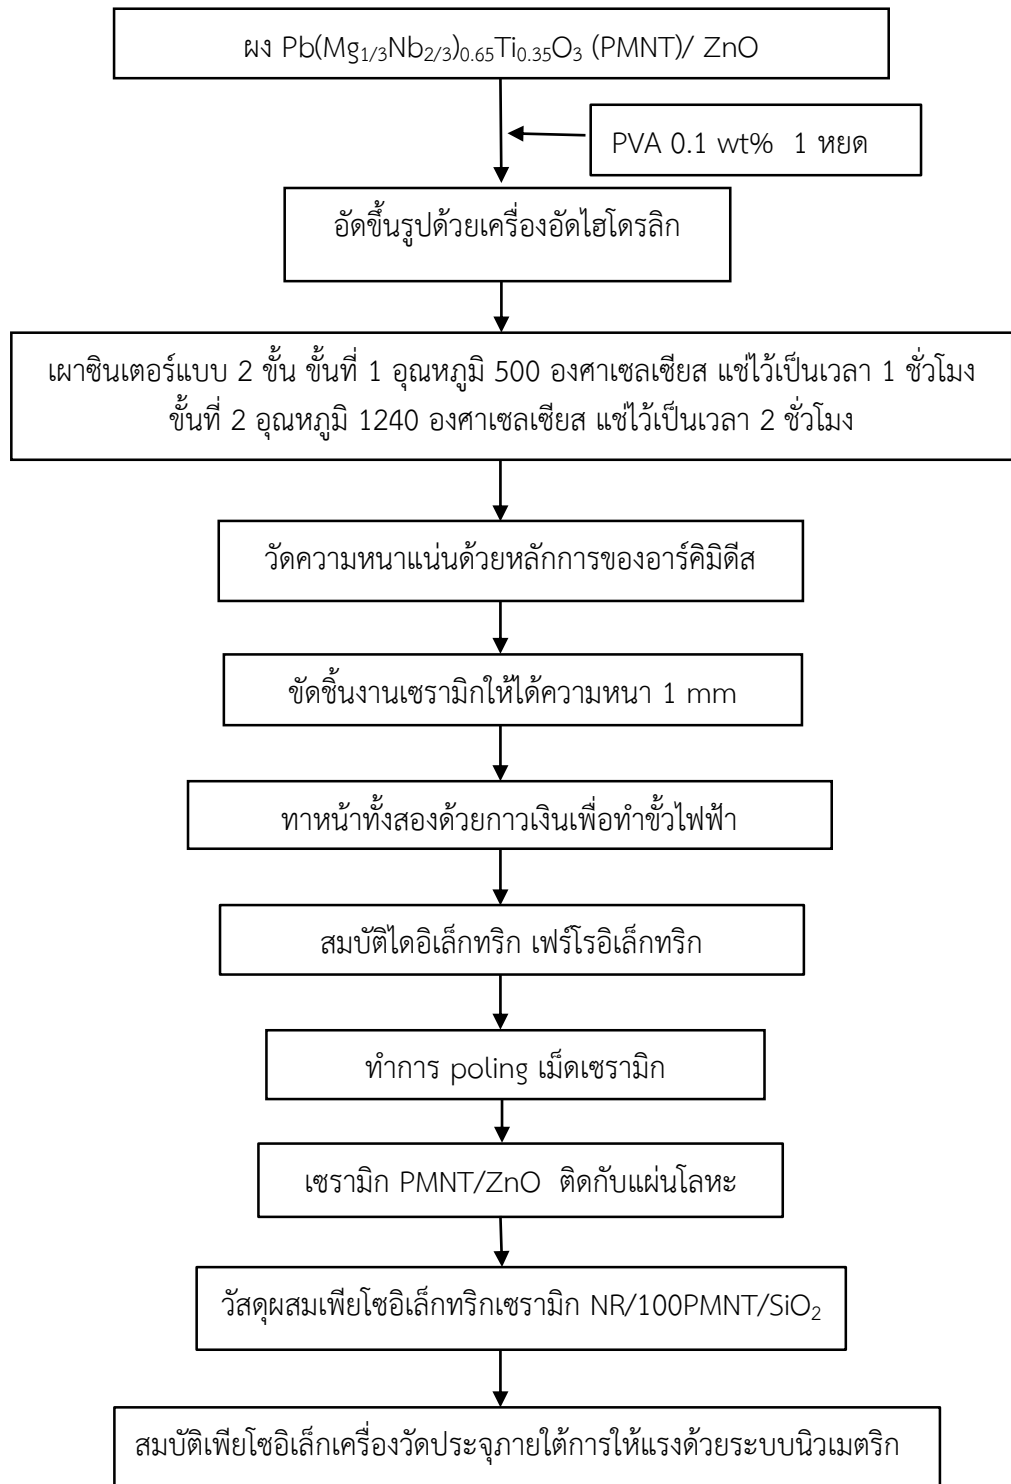 ผง Pb(Mg₁/₃Nb₂/₃)₀.₆₅Ti₀.₃₅O₃ (PMNT)/ ZnO
PVA 0.1 wt%  1 หยด
อัดขึ้นรูปด้วยเครื่องอัดไฮโดรลิก
เผาซินเตอร์แบบ 2 ขั้น ขั้นที่ 1 อุณหภูมิ 500 องศาเซลเซียส แช่ไว้เป็นเวลา 1 ชั่วโมง
ขั้นที่ 2 อุณหภูมิ 1240 องศาเซลเซียส แช่ไว้เป็นเวลา 2 ชั่วโมง
วัดความหนาแน่นด้วยหลักการของอาร์คิมิดีส
ขัดชิ้นงานเซรามิกให้ได้ความหนา 1 mm
ทาหน้าทั้งสองด้วยกาวเงินเพื่อทำขั้วไฟฟ้า
สมบัติไดอิเล็กทริก เฟร์โรอิเล็กทริก
ทำการ poling เม็ดเซรามิก
เซรามิก PMNT/ZnO  ติดกับแผ่นโลหะ
วัสดุผสมเพียโซอิเล็กทริกเซรามิก NR/100PMNT/SiO₂
สมบัติเพียโซอิเล็กเครื่องวัดประจุภายใต้การให้แรงด้วยระบบนิวเมตริก